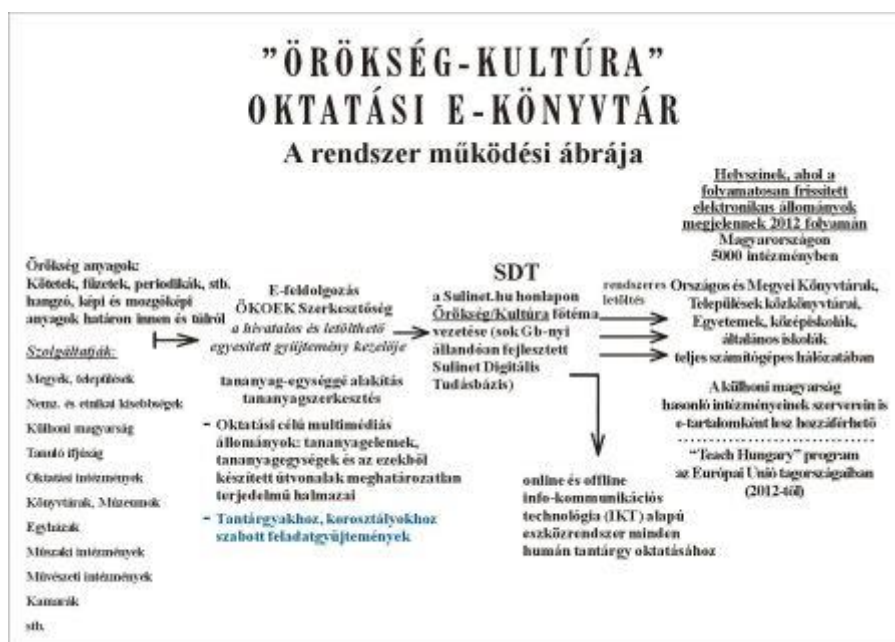 "ÖRÖKSÉG-KULTÚRA"
OKTATÁSI E-KÖNYVTÁR
A rendszer működési ábrája
Örökség anyagok:
Kötetek, füzetek, periodikák, stb.
hangzó, képi és mozgóképi
anyagok határon innen és túlról
Szolgáltatják:
Megyék, települések
Nemz. és etnikai kisebbségek
Külhoni magyarság
Tanuló ifjúság
Oktatási intézmények
Könyvtárak, Múzeumok
Egyházak
Műszaki intézmények
Művészeti intézmények
Kamarák
stb.
E-feldolgozás
ÖKOEK Szerkesztőség
a hivatalos és letölthető
egyesített gyűjtemény kezelője
tananyag-egységgé alakítás
tananyagszerkesztés
- Oktatási célú multimédiás
állományok: tananyagelemek,
tananyagegységek és az ezekből
készített útvonalak meghatározatlan
terjedelmű halmazai
- Tantárgyakhoz, korosztályokhoz
szabott feladatgyűjtemények
SDT
a Sulinet.hu honlapon
Örökség/Kultúra főtéma
vezetése (sok Gb-nyi
állandóan fejlesztett
Sulinet Digitális
Tudásbázis)
online és offline
info-kommunikációs
technológia (IKT) alapú
eszközrendszer minden
humán tantárgy oktatásához
rendszeres
letöltés
Helyszínek, ahol a
folyamatosan frissített
elektronikus állományok
megjelennek 2012 folyamán
Magyarországon
5000 intézményben
Országos és Megyei Könyvtárak,
Települések közkönyvtárai,
Egyetemek, középiskolák,
általános iskolák
teljes számítógépes hálózatában
A külhoni magyarság
hasonló intézményeinek szerverein is
e-tartalomként lesz hozzáférhető
"Teach Hungary" program
az Európai Unió tagországaiban
(2012-től)